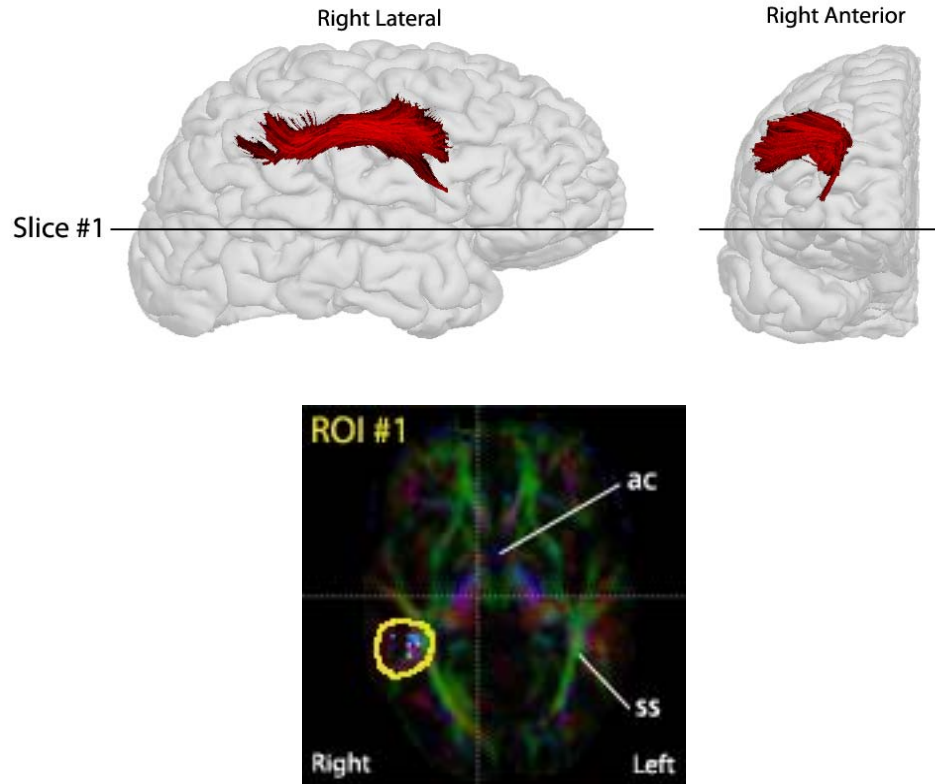 Right Lateral
Right Anterior
Slice #1
ROI #1
ac
ss
Right
Left